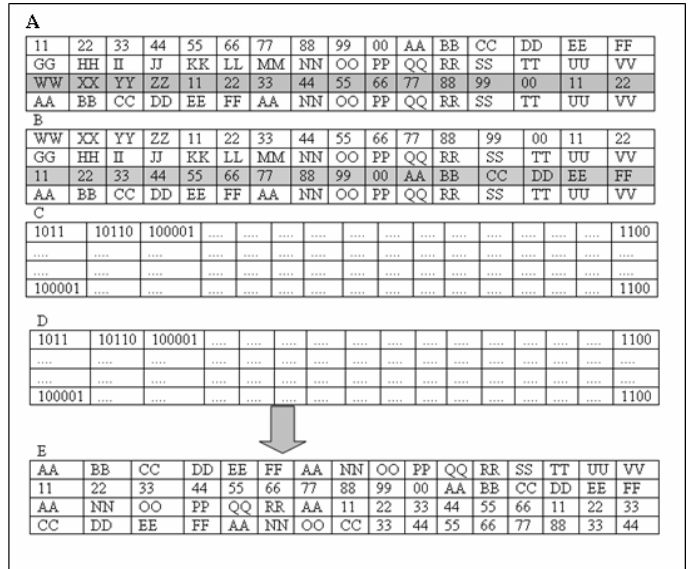 A
11 22 33 44 55 66 77 88 99 00 AA BB CC DD EE FF
GG HH II JJ KK LL MM NN OO PP QQ RR SS TT UU VV
WW XX YY ZZ 11 22 33 44 55 66 77 88 99 00 11 22
AA BB CC DD EE FF AA NN OO PP QQ RR SS TT UU VV
B
WW XX YY ZZ 11 22 33 44 55 66 77 88 99 00 11 22
GG HH II JJ KK LL MM NN OO PP QQ RR SS TT UU VV
11 22 33 44 55 66 77 88 99 00 AA BB CC DD EE FF
AA BB CC DD EE FF AA NN OO PP QQ RR SS TT UU VV
C
1011 10110 100001 .... .... .... .... .... .... .... .... .... .... .... 1100
.... .... .... .... .... .... .... .... .... .... .... .... .... .... ....
.... .... .... .... .... .... .... .... .... .... .... .... .... .... ....
100001 .... .... .... .... .... .... .... .... .... .... .... .... .... 1100
D
1011 10110 100001 .... .... .... .... .... .... .... .... .... .... .... 1100
.... .... .... .... .... .... .... .... .... .... .... .... .... .... ....
.... .... .... .... .... .... .... .... .... .... .... .... .... .... ....
100001 .... .... .... .... .... .... .... .... .... .... .... .... .... 1100
E
AA BB CC DD EE FF AA NN OO PP QQ RR SS TT UU VV
11 22 33 44 55 66 77 88 99 00 AA BB CC DD EE FF
AA NN OO PP QQ RR AA 11 22 33 44 55 66 11 22 33
CC DD EE FF AA NN OO CC 33 44 55 66 77 88 33 44